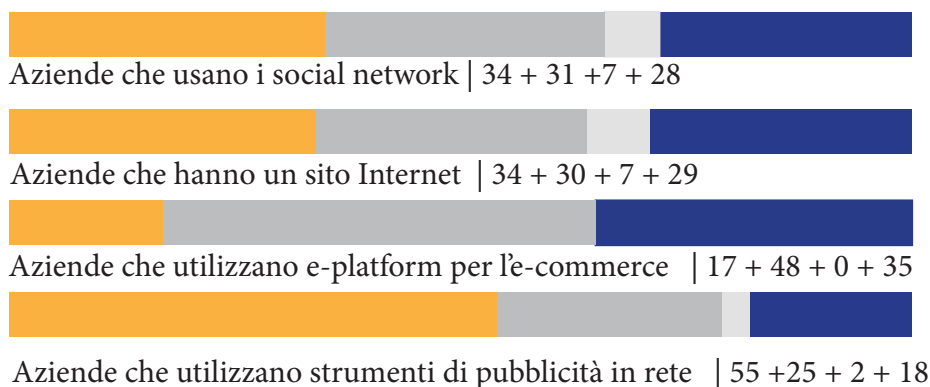 Aziende che usano i social network | 34 + 31 +7 + 28
Aziende che hanno un sito Internet | 34 + 30 + 7 + 29
Aziende che utilizzano e-platform per l'e-commerce | 17 + 48 + 0 + 35
Aziende che utilizzano strumenti di pubblicità in rete | 55 +25 + 2 + 18